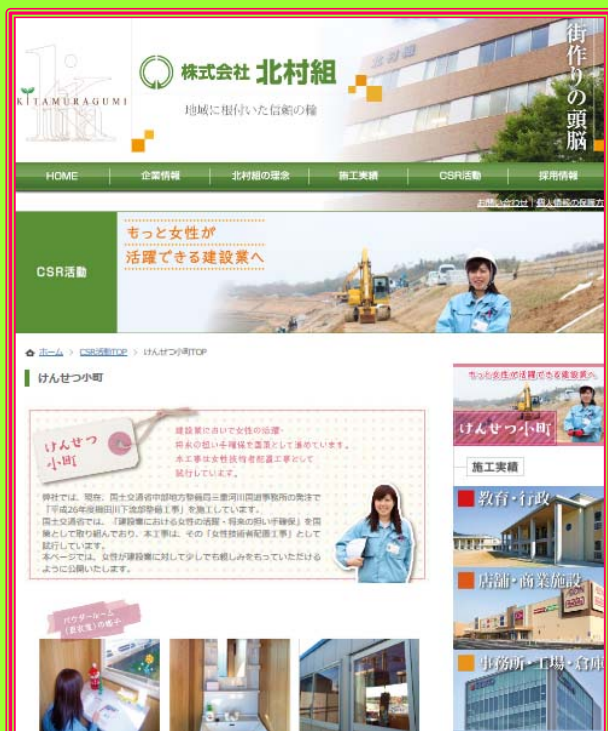 街作りの頭脳
KITAMURAGUMI
株式会社 北村組
地域に根付いた信頼の輪
HOME
企業情報
北村組の理念
施工実績
CSR活動
採用情報
お問い合わせ | 個人情報の保護方
CSR活動
もっと女性が
活躍できる建設業へ
ホーム > CSR活動TOP > けんせつ小町TOP
けんせつ小町
けんせつ
小町
建設業において女性の活躍・
将来の担い手確保を国策として進めています。
本工事は女性技術者配置工事として
試行しています。
弊社では、現在、国土交通省中部地方整備局三重河川国道事務所の発注で
「平成26年度櫛田川下流部整備工事」を施工しています。
国土交通省では、「建設業における女性の活躍・将来の担い手確保」を国
策として取り組んでおり、本工事は、その「女性技術者配置工事」として
試行しています。
本ページでは、女性が建設業に対して少しでも親しみをもっていただける
ように公開いたします。
パウダールーム
(更衣室)の様子
もっと女性が活躍できる建設業へ
けんせつ小町
施工実績
教育・行政
店舗・商業施設
事務所・工場・倉庫